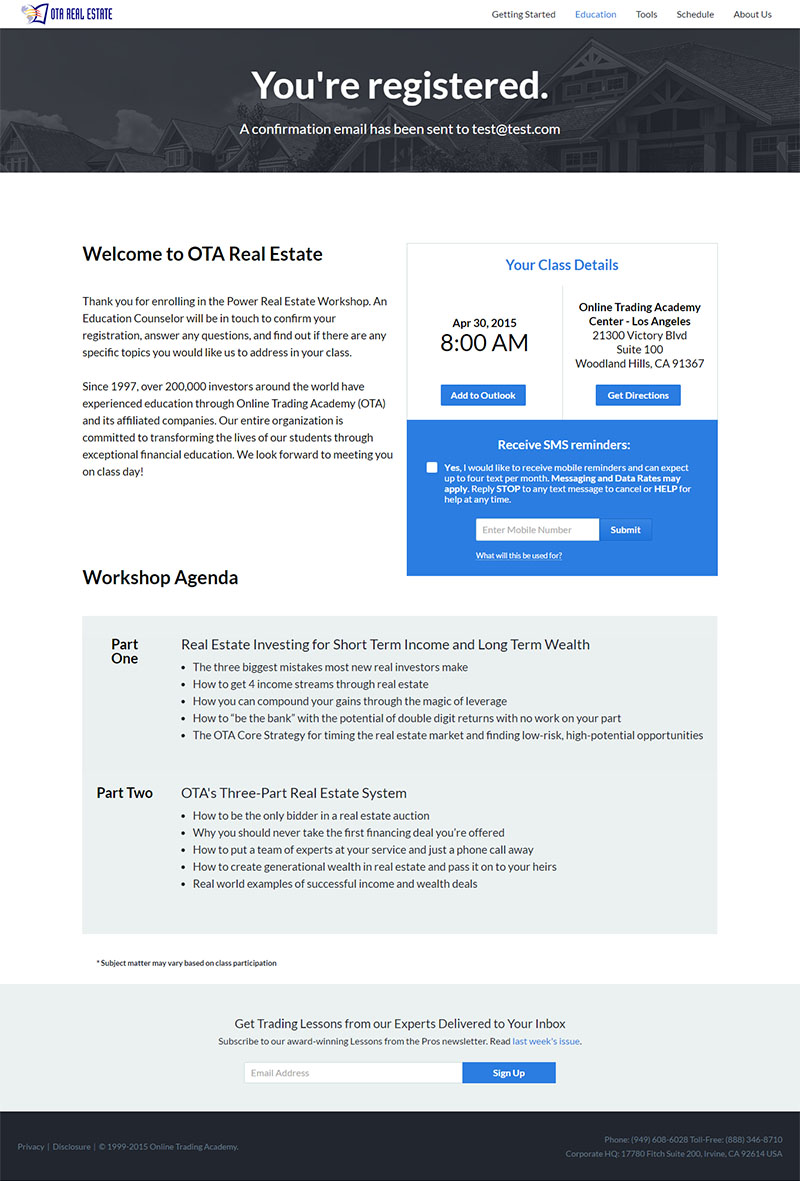 OTA REAL ESTATE
Getting Started
Education
Tools
Schedule
About Us
You're registered.
A confirmation email has been sent to test@test.com
Welcome to OTA Real Estate
Thank you for enrolling in the Power Real Estate Workshop. An
Education Counselor will be in touch to confirm your
registration, answer any questions, and find out if there are any
specific topics you would like us to address in your class.
Since 1997, over 200,000 investors around the world have
experienced education through Online Trading Academy (OTA)
and its affiliated companies. Our entire organization is
committed to transforming the lives of our students through
exceptional financial education. We look forward to meeting you
on class day!
Your Class Details
Apr 30, 2015
8:00 AM
Add to Outlook
Online Trading Academy
Center - Los Angeles
21300 Victory Blvd
Suite 100
Woodland Hills, CA 91367
Get Directions
Receive SMS reminders:
Yes, I would like to receive mobile reminders and can expect
up to four text per month. Messaging and Data Rates may
apply. Reply STOP to any text message to cancel or HELP for
help at any time.
Enter Mobile Number
Submit
What will this be used for?
Workshop Agenda
Part
One
Real Estate Investing for Short Term Income and Long Term Wealth
• The three biggest mistakes most new real investors make
• How to get 4 income streams through real estate
• How you can compound your gains through the magic of leverage
• How to “be the bank” with the potential of double digit returns with no work on your part
• The OTA Core Strategy for timing the real estate market and finding low-risk, high-potential opportunities
Part Two
OTA's Three-Part Real Estate System
• How to be the only bidder in a real estate auction
• Why you should never take the first financing deal you’re offered
• How to put a team of experts at your service and just a phone call away
• How to create generational wealth in real estate and pass it on to your heirs
• Real world examples of successful income and wealth deals
* Subject matter may vary based on class participation
Get Trading Lessons from our Experts Delivered to Your Inbox
Subscribe to our award-winning Lessons from the Pros newsletter. Read last week's issue.
Email Address
Sign Up
Privacy | Disclosure | © 1999-2015 Online Trading Academy.
Phone: (949) 608-6028 Toll-Free: (888) 346-8710
Corporate HQ: 17780 Fitch Suite 200, Irvine, CA 92614 USA